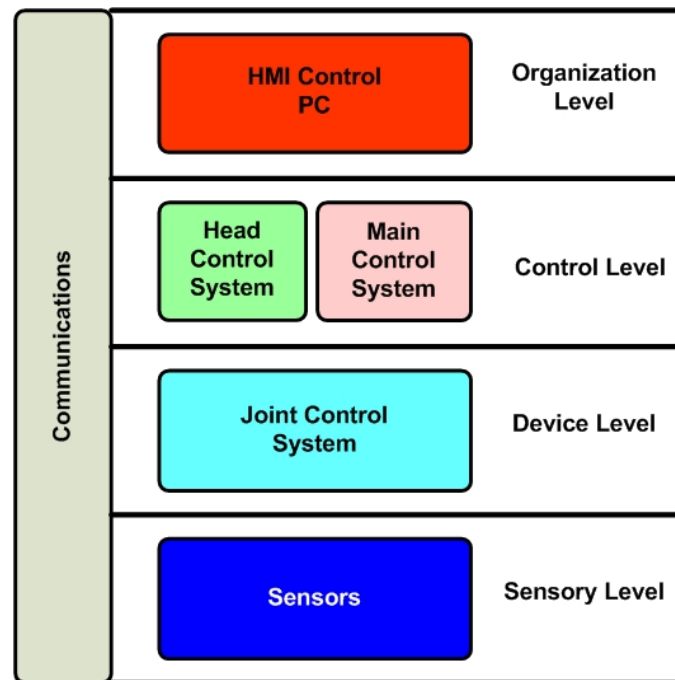 Communications
HMI Control
PC
Organization
Level
Head
Control
System
Main
Control
System
Control Level
Joint Control
System
Device Level
Sensors
Sensory Level